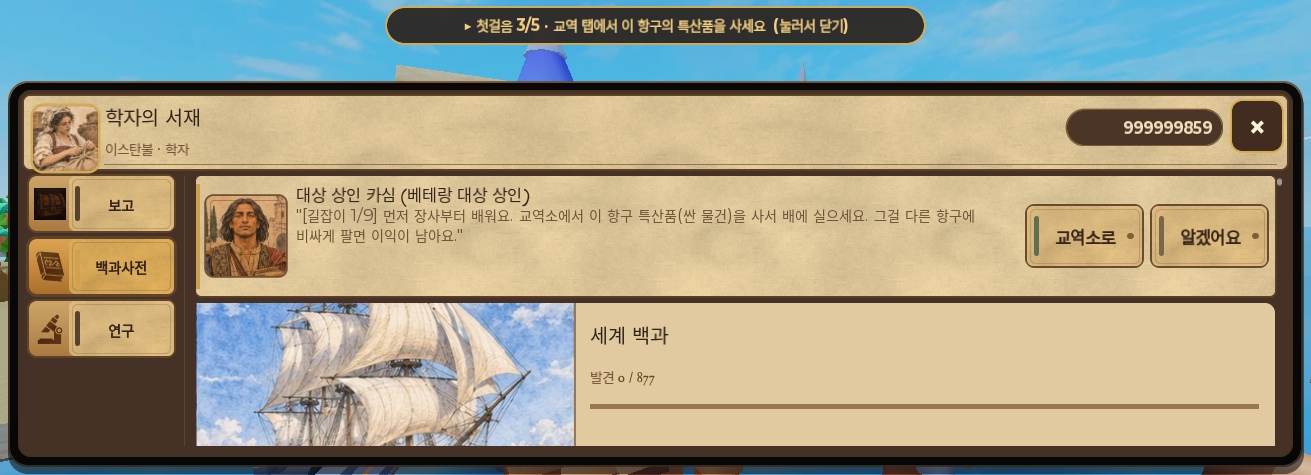 ▸ 첫걸음 3/5 · 교역 탭에서 이 항구의 특산품을 사세요 (눌러서 닫기)
학자의 서재
이스탄불 · 학자
999999859
×
보고
백과사전
연구
대상 상인 카심 (베테랑 대상 상인)
"[길잡이 1/9] 먼저 장사부터 배워요. 교역소에서 이 항구 특산품(싼 물건)을 사서 배에 실으세요. 그걸 다른 항구에
비싸게 팔면 이익이 남아요."
교역소로
알겠어요
세계 백과
발견 0 / 877